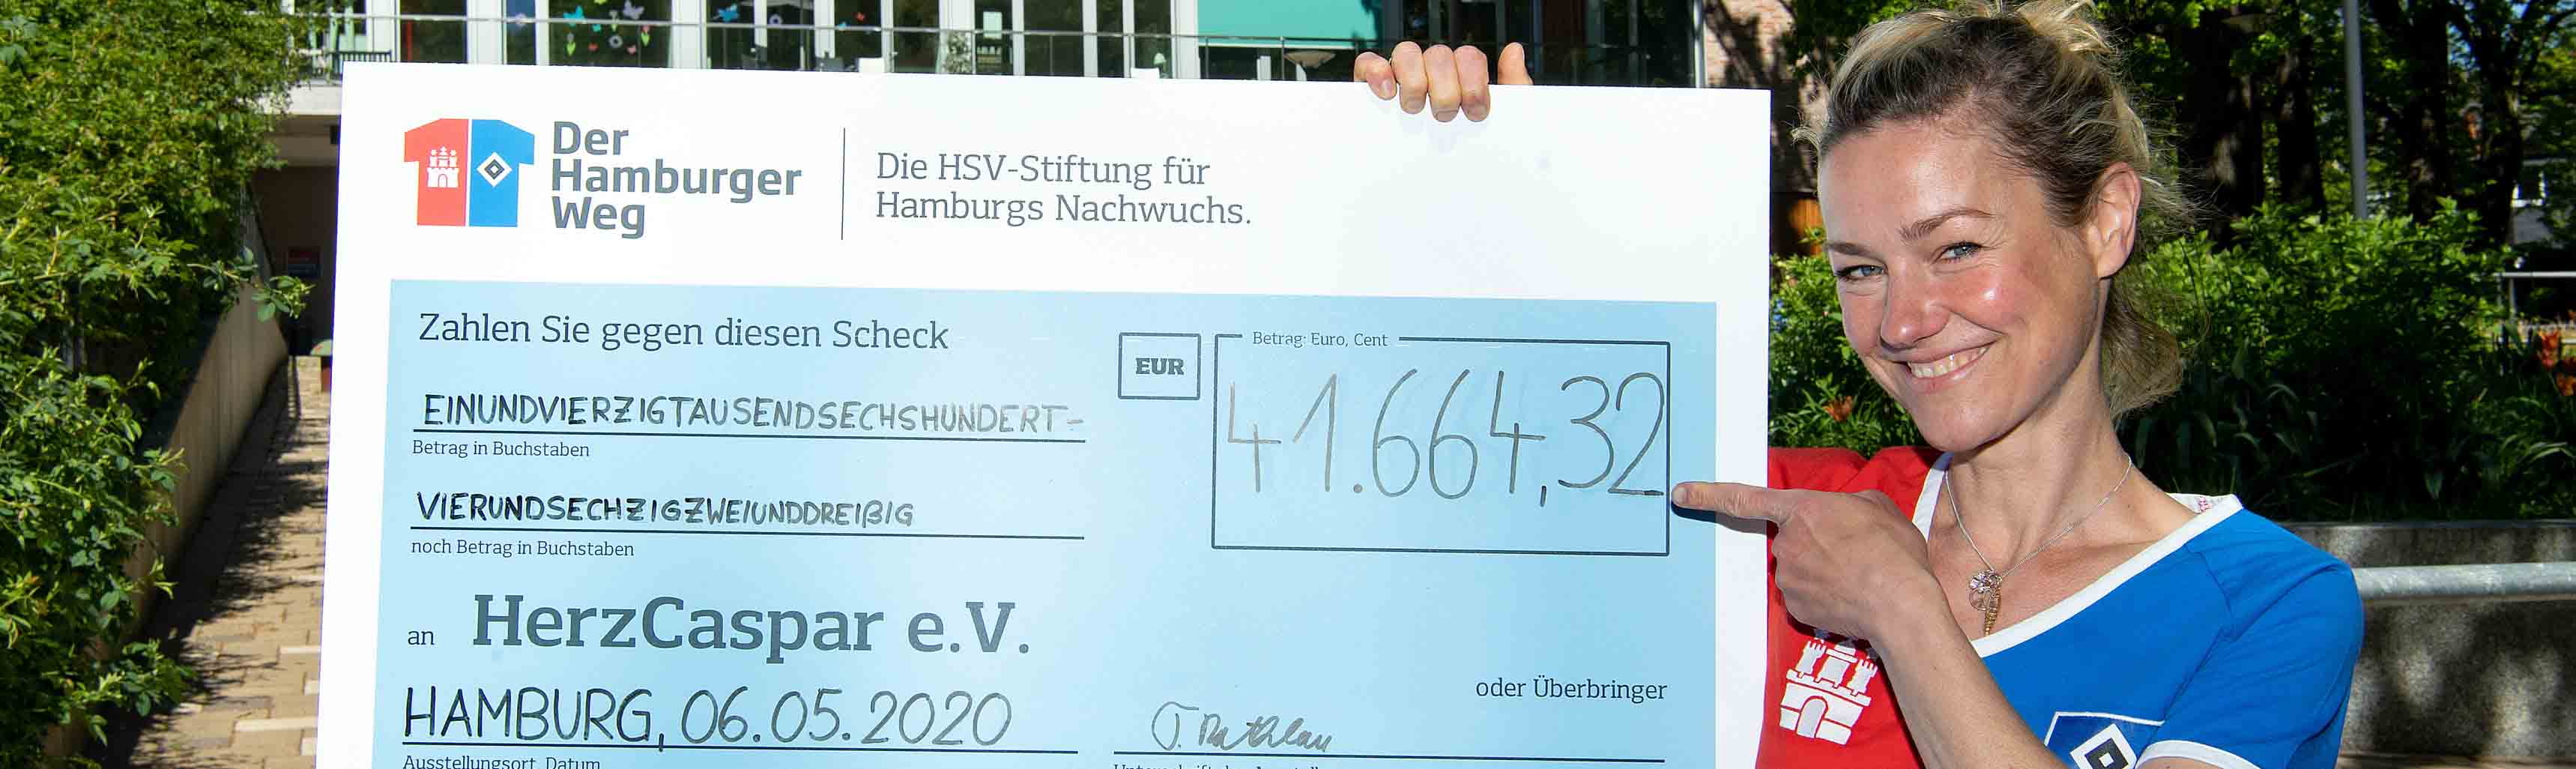 Der
Hamburger
Weg
Die HSV-Stiftung für
Hamburgs Nachwuchs.
Zahlen Sie gegen diesen Scheck
EUR
Betrag: Euro, Cent
41.664,32
EINUNDVIERZIGTAUSENDSECHSHUNDERT-
Betrag in Buchstaben
VIERUNDSECHZIGZWEIUNDDREIßIG
noch Betrag in Buchstaben
an HerzCaspar e.V.
oder Überbringer
HAMBURG, 06.05.2020
Ausstellungsort, Datum